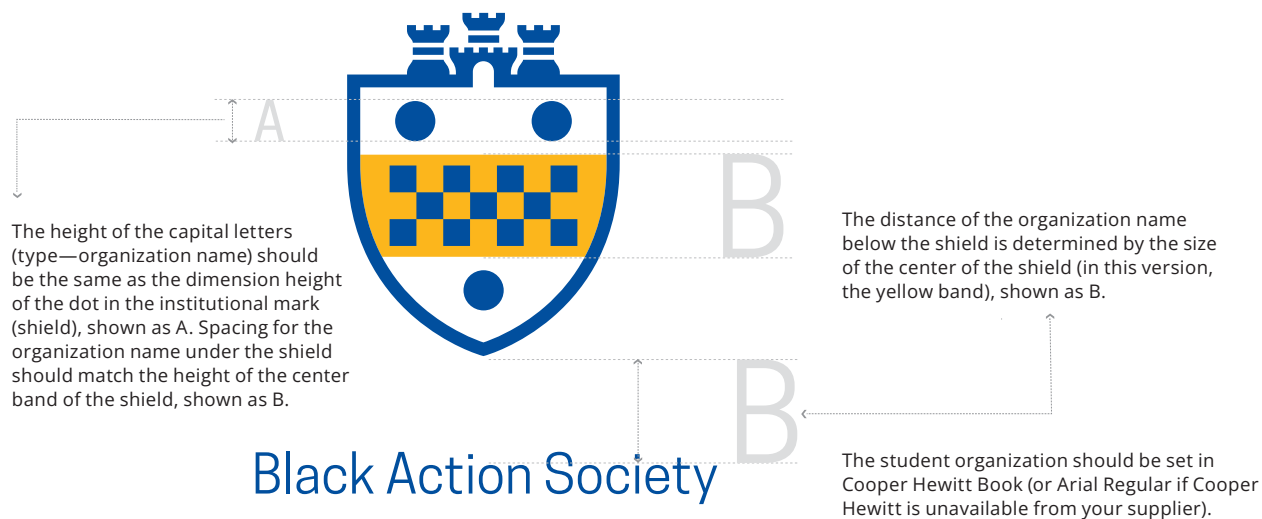 A
B
The height of the capital letters
(type—organization name) should
be the same as the dimension height
of the dot in the institutional mark
(shield), shown as A. Spacing for the
organization name under the shield
should match the height of the center
band of the shield, shown as B.
The distance of the organization name
below the shield is determined by the size
of the center of the shield (in this version,
the yellow band), shown as B.
B
Black Action Society
The student organization should be set in
Cooper Hewitt Book (or Arial Regular if Cooper
Hewitt is unavailable from your supplier).